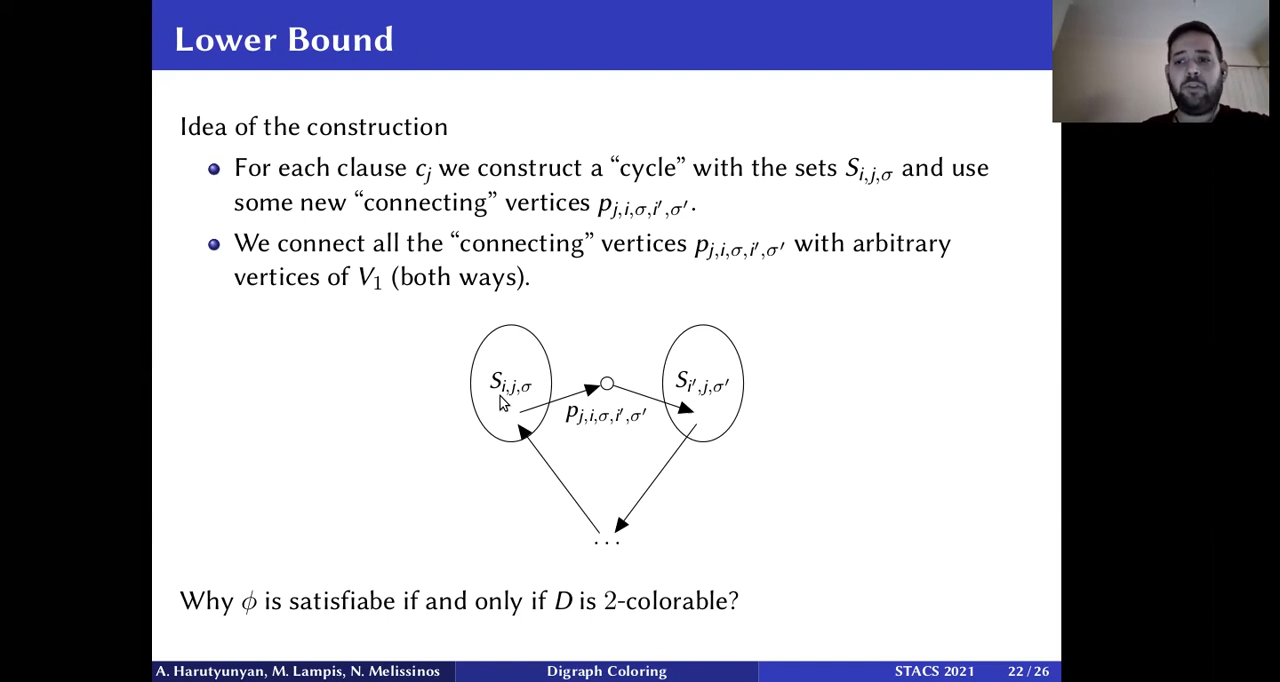 Lower Bound
Idea of the construction
For each clause cⱼ we construct a “cycle” with the sets S_{i,j,σ} and use
some new “connecting” vertices p_{j,i,σ,i′,σ′}.
We connect all the “connecting” vertices p_{j,i,σ,i′,σ′} with arbitrary
vertices of V₁ (both ways).
S_{i,j,σ}
p_{j,i,σ,i′,σ′}
S_{i′,j,σ′}
...
Why ϕ is satisfiabe if and only if D is 2-colorable?
A. Harutyunyan, M. Lampis, N. Melissinos Digraph Coloring STACS 2021 22 / 26